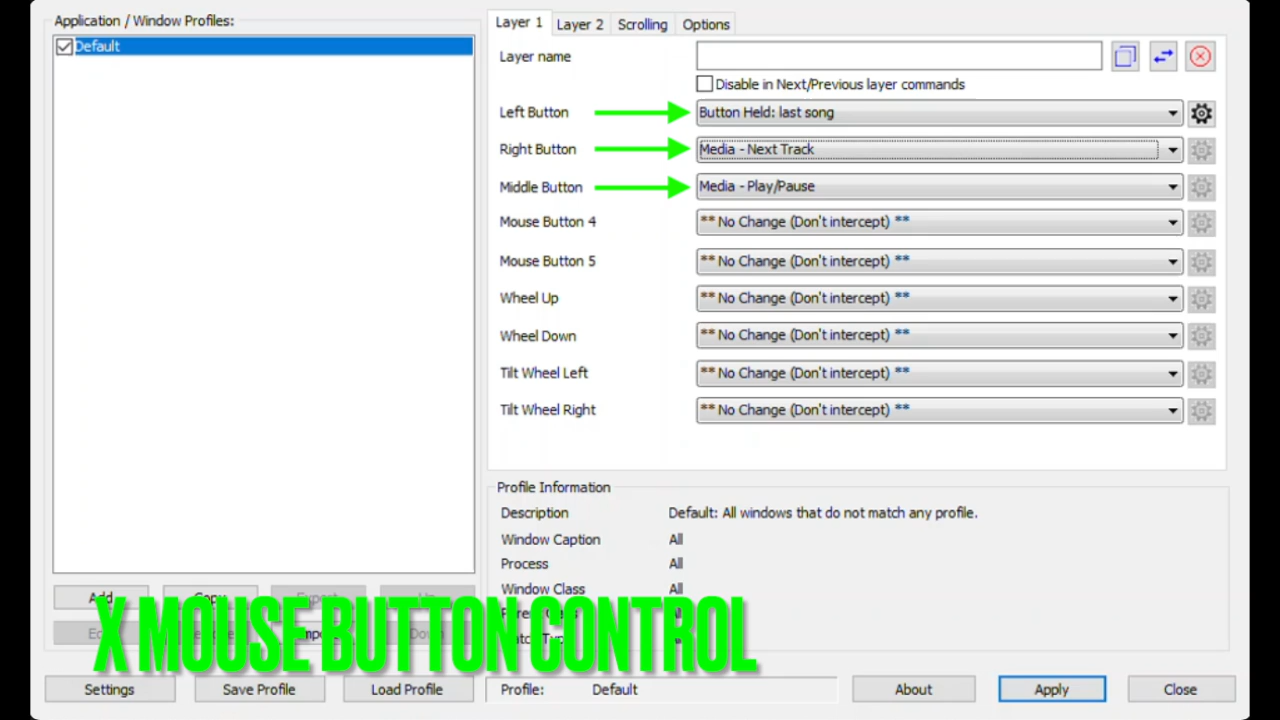 Application / Window Profiles:
Default
Layer 1
Layer 2
Scrolling
Options
Layer name
Disable in Next/Previous layer commands
Left Button
Button Held: last song
Right Button
Media - Next Track
Middle Button
Media - Play/Pause
Mouse Button 4
** No Change (Don't intercept) **
Mouse Button 5
** No Change (Don't intercept) **
Wheel Up
** No Change (Don't intercept) **
Wheel Down
** No Change (Don't intercept) **
Tilt Wheel Left
** No Change (Don't intercept) **
Tilt Wheel Right
** No Change (Don't intercept) **
Profile Information
Description
Default: All windows that do not match any profile.
Window Caption
All
Process
All
Window Class
All
Add
Copy
Export
Up
Down
X MOUSE BUTTON CONTROL
Settings
Save Profile
Load Profile
Profile:
Default
About
Apply
Close